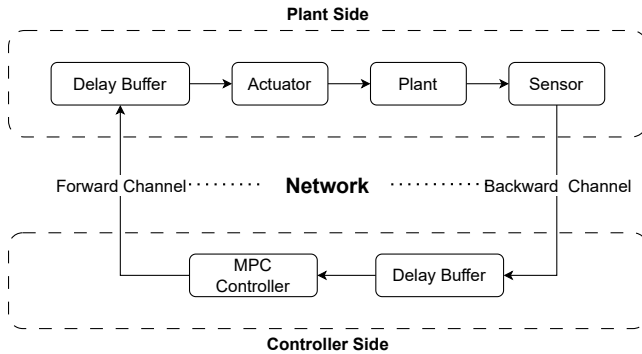 Plant Side
Delay Buffer
Actuator
Plant
Sensor
Forward Channel
Network
Backward Channel
MPC
Controller
Delay Buffer
Controller Side